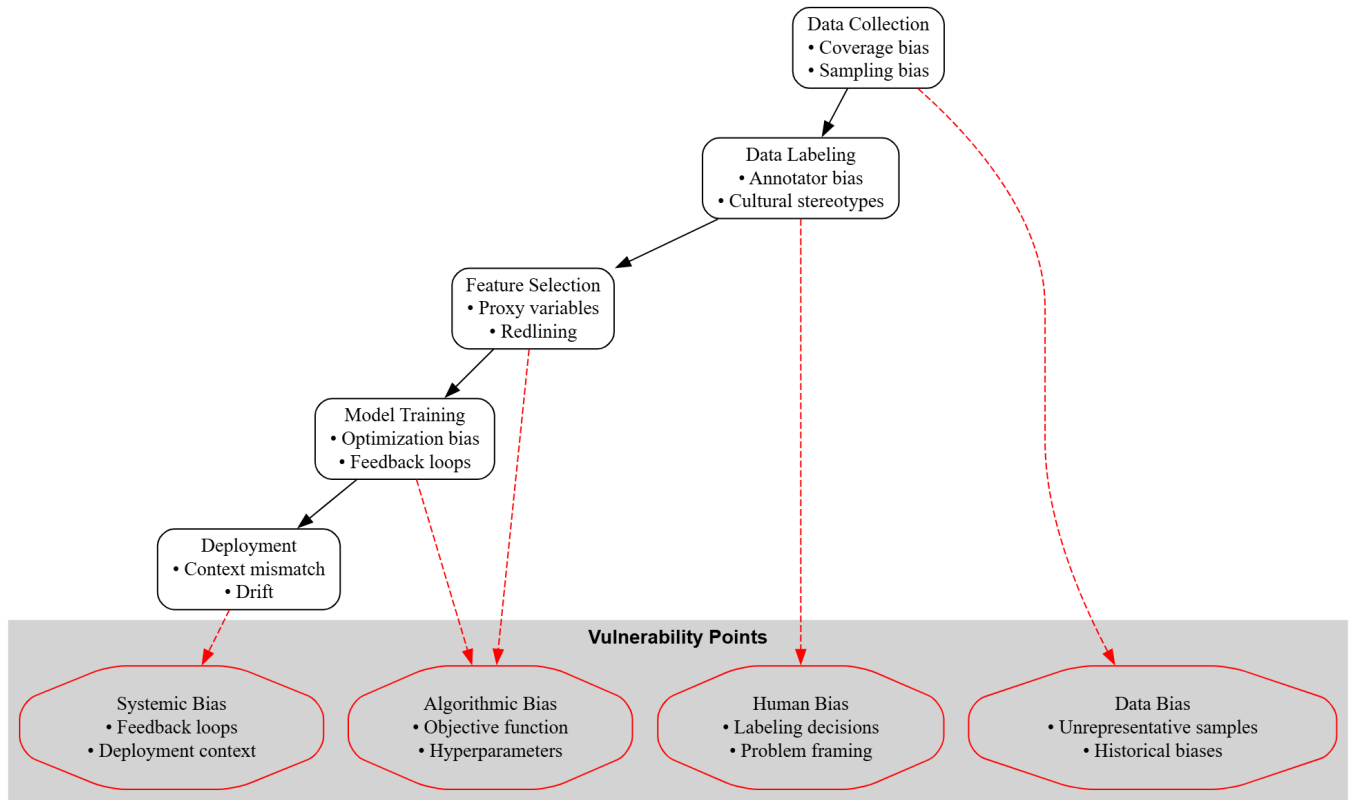 Data Collection
• Coverage bias
• Sampling bias
Data Labeling
• Annotator bias
• Cultural stereotypes
Feature Selection
• Proxy variables
• Redlining
Model Training
• Optimization bias
• Feedback loops
Deployment
• Context mismatch
• Drift
Vulnerability Points
Systemic Bias
• Feedback loops
• Deployment context
Algorithmic Bias
• Objective function
• Hyperparameters
Human Bias
• Labeling decisions
• Problem framing
Data Bias
• Unrepresentative samples
• Historical biases